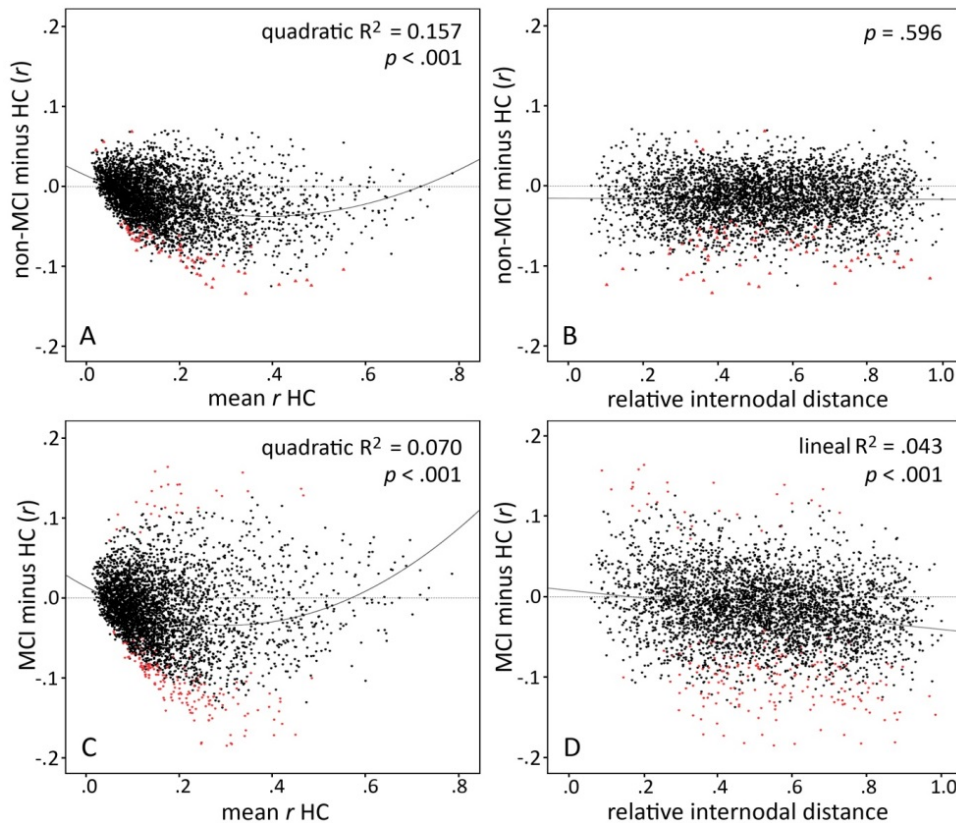 quadratic R² = 0.157
p < .001
non-MCI minus HC (r)
.2
.1
.0
-.1
-.2
A
.0
.2
.4
.6
.8
mean r HC
p = .596
non-MCI minus HC (r)
.2
.1
.0
-.1
-.2
B
.0
.2
.4
.6
.8
1.0
relative internodal distance
quadratic R² = 0.070
p < .001
MCI minus HC (r)
.2
.1
.0
-.1
-.2
C
.0
.2
.4
.6
.8
mean r HC
lineal R² = .043
p < .001
MCI minus HC (r)
.2
.1
.0
-.1
-.2
D
.0
.2
.4
.6
.8
1.0
relative internodal distance